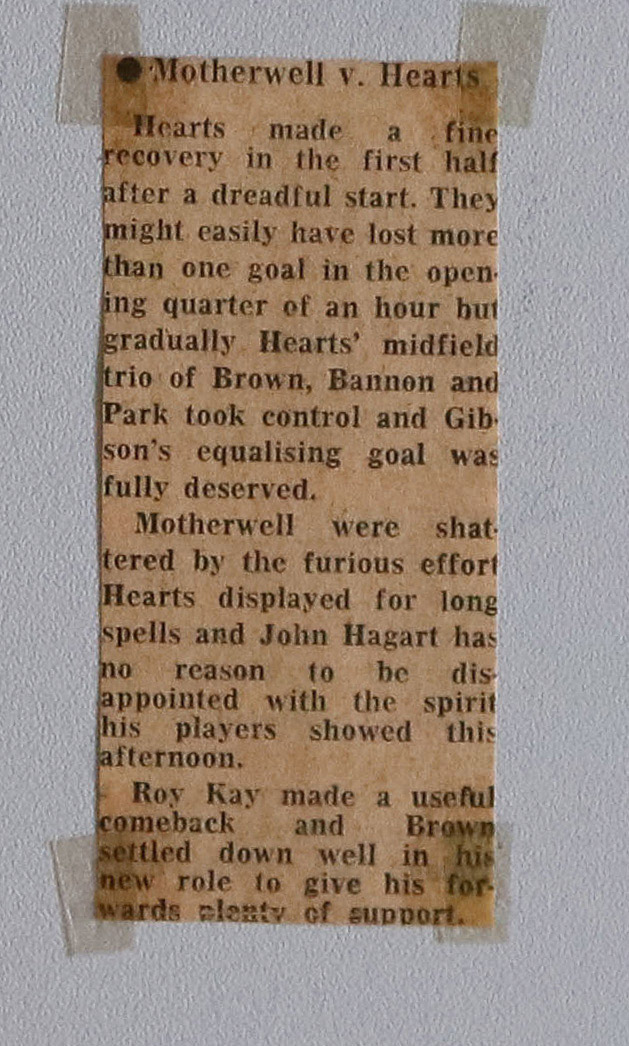 ● Motherwell v. Hearts
Hearts made a fine
recovery in the first half
after a dreadful start. They
might easily have lost more
than one goal in the open-
ing quarter of an hour but
gradually Hearts' midfield
trio of Brown, Bannon and
Park took control and Gib-
son's equalising goal was
fully deserved.
Motherwell were shat-
tered by the furious effort
Hearts displayed for long
spells and John Hagart has
no reason to be dis-
appointed with the spirit
his players showed this
afternoon.
Roy Kay made a useful
comeback and Brown
settled down well in his
new role to give his for-
wards plenty of support.